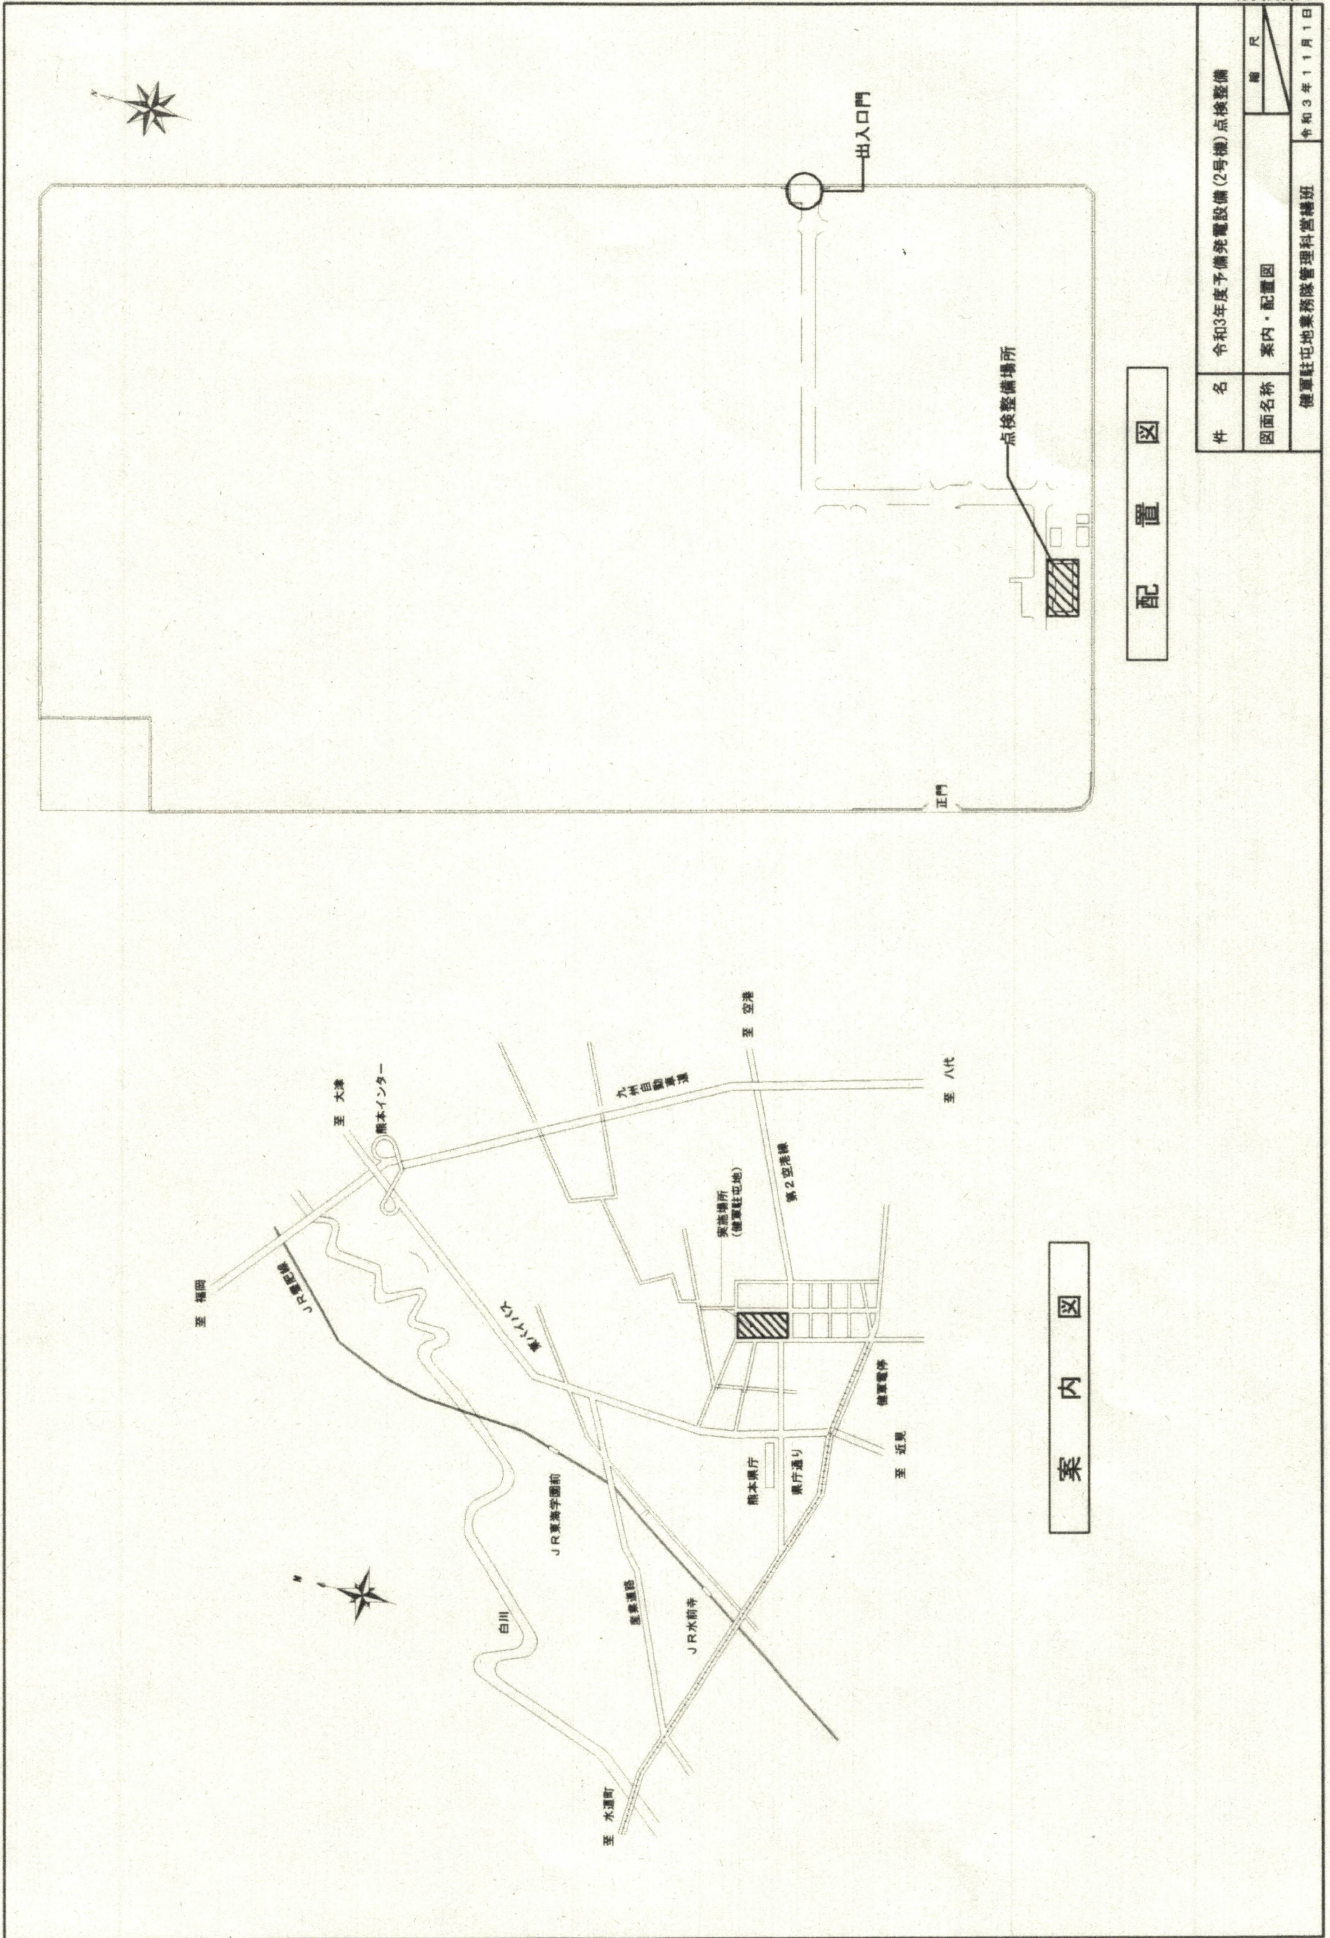 至 福岡
JR豊肥線
至 大津
熊本インター
九州自動車道
至 空港
至 八代
第2空港線
実施場所
(健軍駐屯地)
東バイパス
健軍電停
至 近見
県庁通り
熊本県庁
JR東海学園前
産業道路
JR水前寺
白川
至 水道町
N
案内図
出入口門
点検整備場所
正門
配置図
件名 令和3年度予備発電設備(2号機)点検整備
図面名称 案内・配置図 縮尺
健軍駐屯地業務隊管理科営繕班 令和3年11月1日